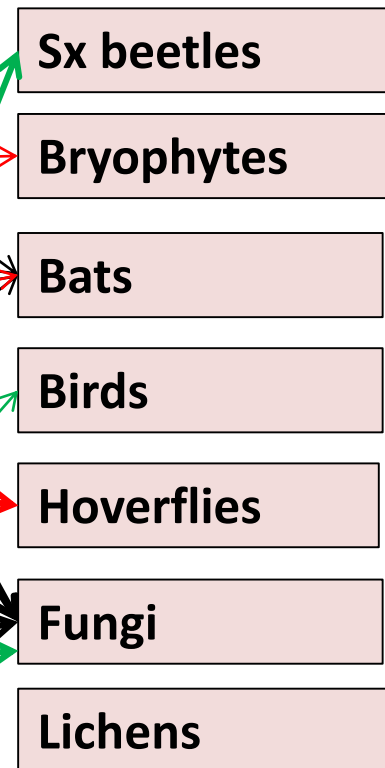 Sx beetles
Bryophytes
Bats
Birds
Hoverflies
Fungi
Lichens